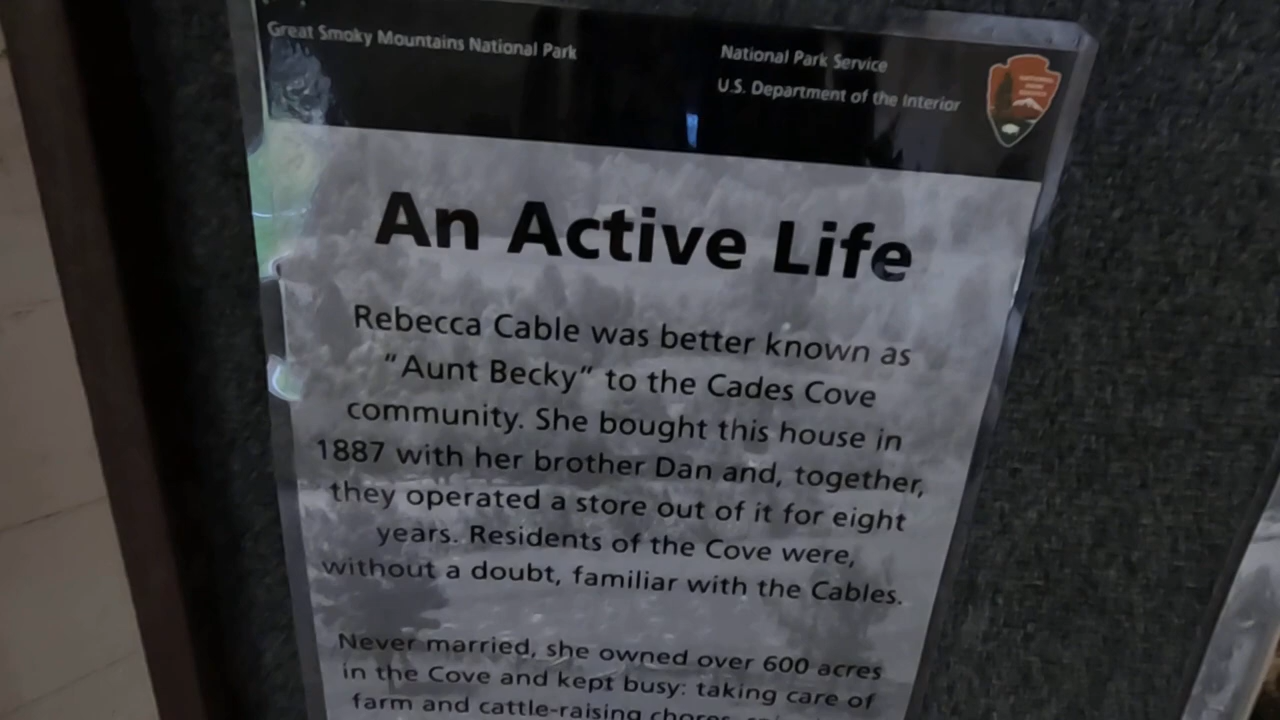 Great Smoky Mountains National Park
National Park Service
U.S. Department of the Interior
An Active Life
Rebecca Cable was better known as
"Aunt Becky" to the Cades Cove
community. She bought this house in
1887 with her brother Dan and, together,
they operated a store out of it for eight
years. Residents of the Cove were,
without a doubt, familiar with the Cables.
Never married, she owned over 600 acres
in the Cove and kept busy: taking care of
farm and cattle-raising chores,